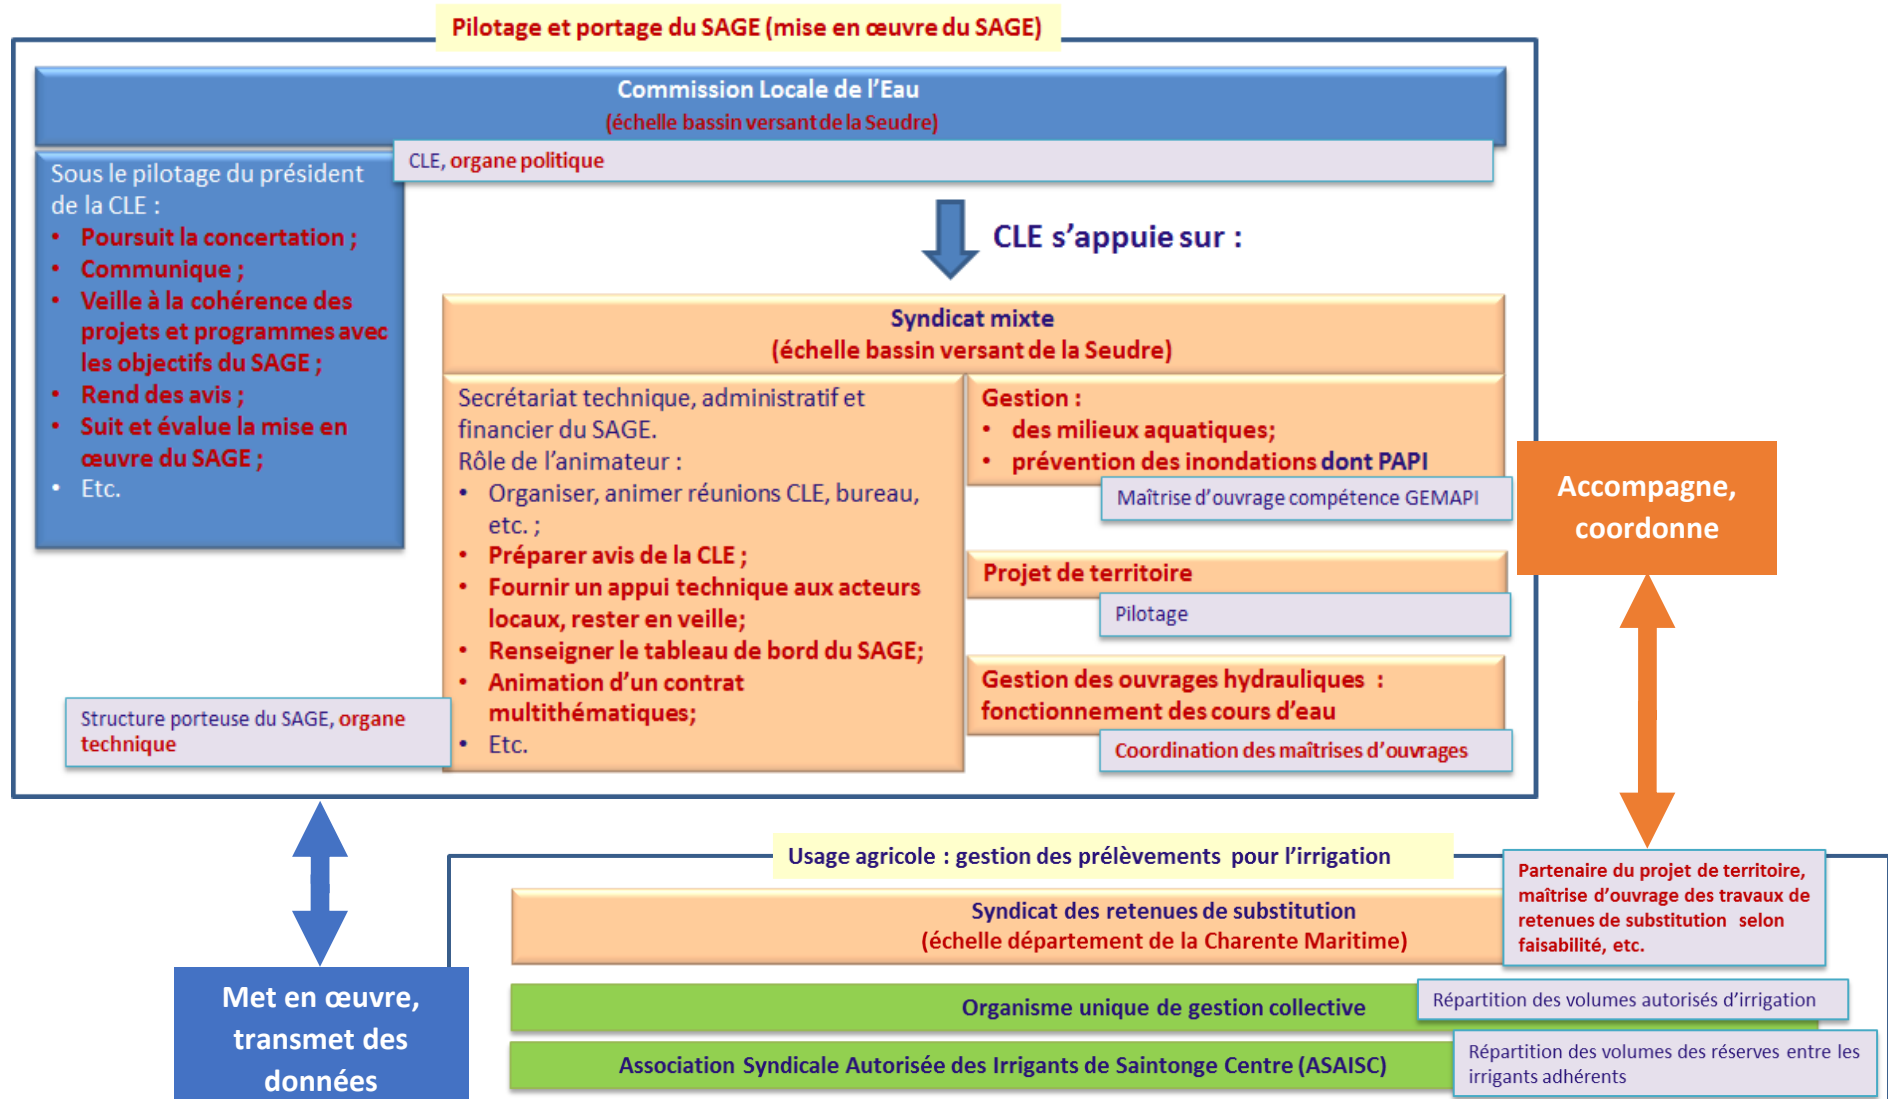 Pilotage et portage du SAGE (mise en œuvre du SAGE)
Commission Locale de l'Eau
(échelle bassin versant de la Seudre)
CLE, organe politique
Sous le pilotage du président
de la CLE :
• Poursuit la concertation ;
• Communique ;
• Veille à la cohérence des
projets et programmes avec
les objectifs du SAGE ;
• Rend des avis ;
• Suit et évalue la mise en
œuvre du SAGE ;
• Etc.
CLE s'appuie sur :
Syndicat mixte
(échelle bassin versant de la Seudre)
Secrétariat technique, administratif et
financier du SAGE.
Rôle de l'animateur :
• Organiser, animer réunions CLE, bureau,
etc. ;
• Préparer avis de la CLE ;
• Fournir un appui technique aux acteurs
locaux, rester en veille;
• Renseigner le tableau de bord du SAGE;
• Animation d'un contrat
multithématiques;
• Etc.
Structure porteuse du SAGE, organe
technique
Gestion :
• des milieux aquatiques;
• prévention des inondations dont PAPI
Maîtrise d'ouvrage compétence GEMAPI
Projet de territoire
Pilotage
Gestion des ouvrages hydrauliques :
fonctionnement des cours d'eau
Coordination des maîtrises d'ouvrages
Accompagne,
coordonne
Usage agricole : gestion des prélèvements pour l'irrigation
Syndicat des retenues de substitution
(échelle département de la Charente Maritime)
Partenaire du projet de territoire,
maîtrise d'ouvrage des travaux de
retenues de substitution selon
faisabilité, etc.
Met en œuvre,
transmet des
données
Organisme unique de gestion collective
Répartition des volumes autorisés d'irrigation
Association Syndicale Autorisée des Irrigants de Saintonge Centre (ASAISC)
Répartition des volumes des réserves entre les
irrigants adhérents